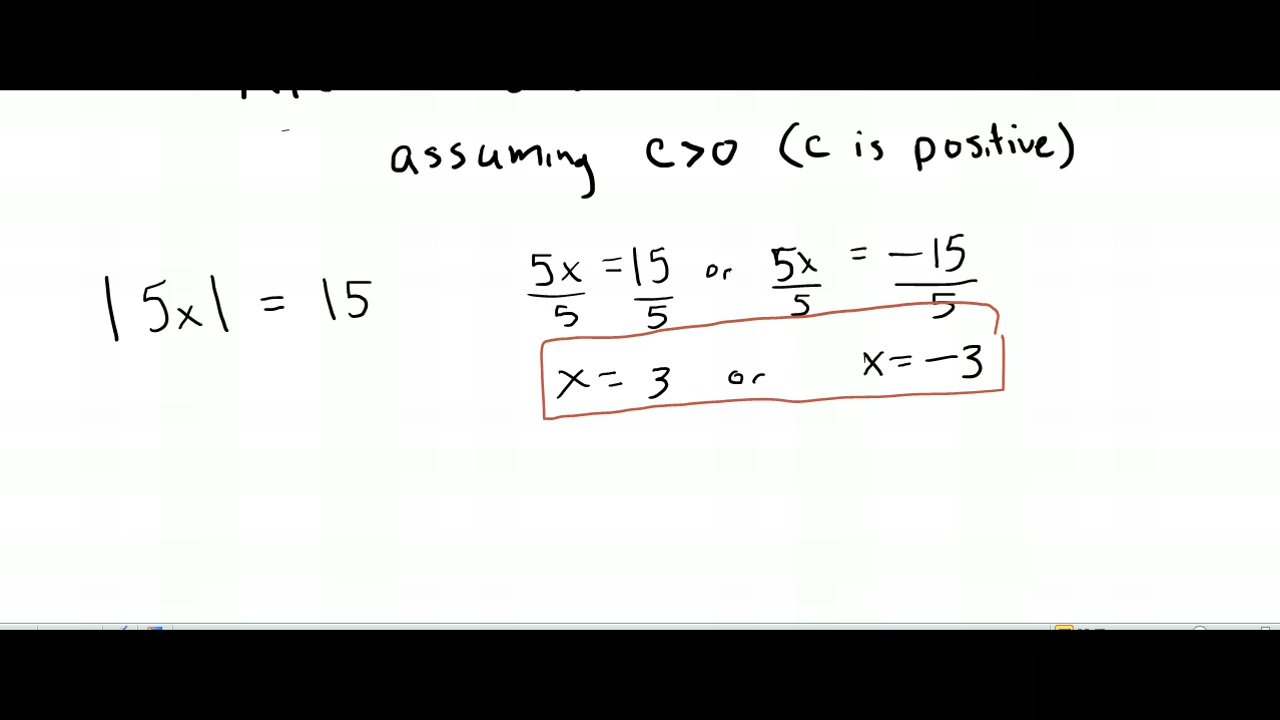 assuming c>0 (c is positive)
|5x| = 15
5x/5 = 15/5 or 5x/5 = -15/5
x = 3 or x = -3